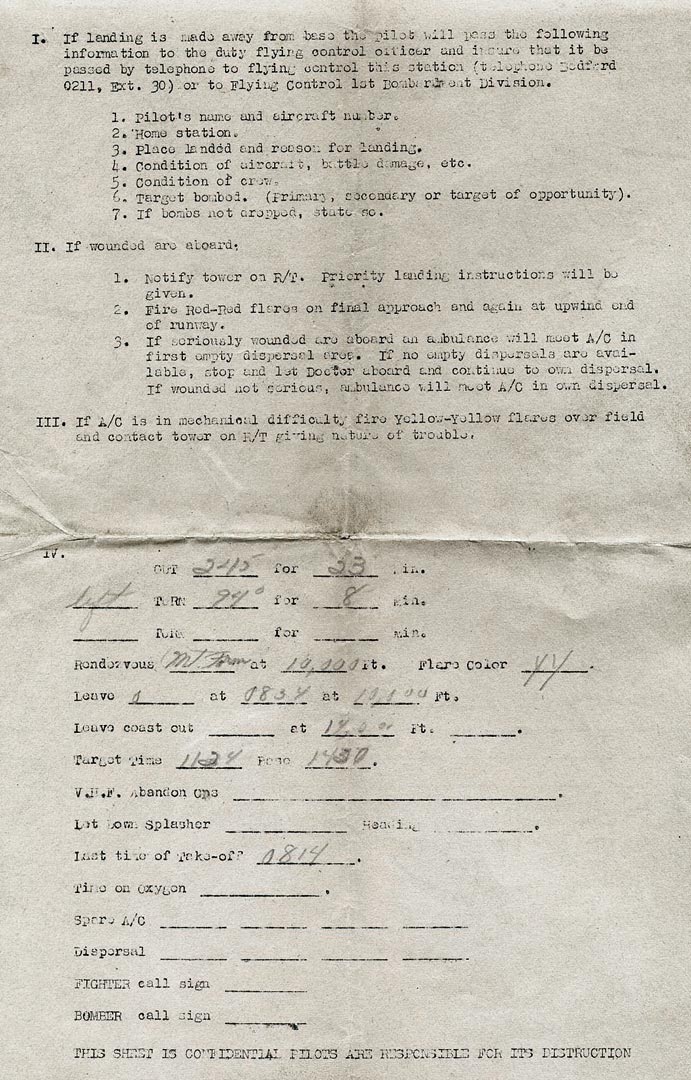 I. If landing is made away from base the pilot will pass the following
information to the duty flying control officer and insure that it be
passed by telephone to flying control this station (telephone Bedford
0211, Ext. 30) or to Flying Control 1st Bombardment Division.
1. Pilot's name and aircraft number.
2. Home station.
3. Place landed and reason for landing.
4. Condition of aircraft, battle damage, etc.
5. Condition of crew.
6. Target bombed. (Primary, secondary or target of opportunity).
7. If bombs not dropped, state so.
II. If wounded are aboard.
1. Notify tower on R/T. Priority landing instructions will be
given.
2. Fire Red-Red flares on final approach and again at upwind end
of runway.
3. If seriously wounded are aboard an ambulance will meet A/C in
first empty dispersal area. If no empty dispersals are avai-
lable, stop and let Doctor aboard and continue to own dispersal.
If wounded not serious, ambulance will meet A/C in own dispersal.
III. If A/C is in mechanical difficulty fire Yellow-Yellow flares over field
and contact tower on R/T giving nature of trouble.
IV.
OUT 245 for 23 Min.
left TURN 94° for 8 Min.
TURN for Min.
Rendezvous at 10,000 Ft. Flare Color YY.
Leave at 0834 at 10,000 Ft.
Leave coast out at Ft.
Target Time 1124 Base 1430.
V.H.F. Abandon Ops
Let Down Splasher Heading
Last time of Take-off? 0814.
Time on Oxygen
Spare A/C
Dispersal
FIGHTER call sign
BOMBER call sign
THIS SHEET IS CONFIDENTIAL PILOTS ARE RESPONSIBLE FOR ITS DISTRUCTION